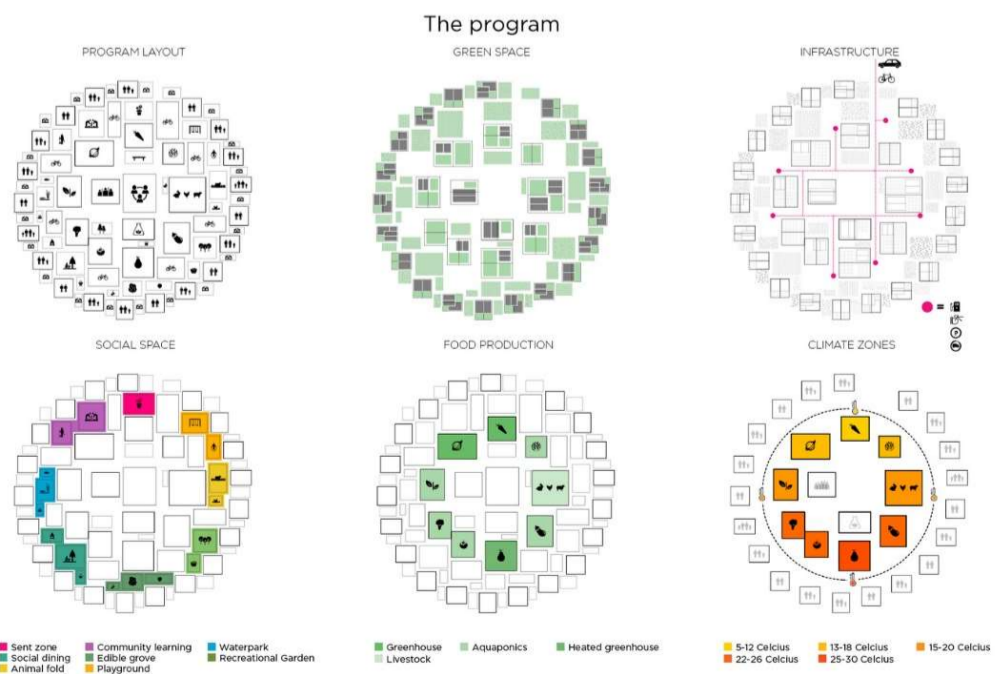 The program
PROGRAM LAYOUT
GREEN SPACE
INFRASTRUCTURE
=
P
SOCIAL SPACE
FOOD PRODUCTION
CLIMATE ZONES
Sent zone
Community learning
Waterpark
Social dining
Edible grove
Recreational Garden
Animal fold
Playground
Greenhouse
Aquaponics
Heated greenhouse
Livestock
5-12 Celcius
13-18 Celcius
15-20 Celcius
22-26 Celcius
25-30 Celcius